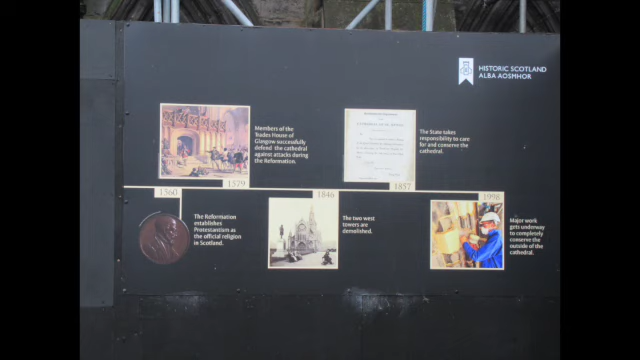 HISTORIC SCOTLAND
ALBA AOSMHOR
Members of the
Trades House of
Glasgow successfully
defend the cathedral
against attacks during
the Reformation.
1579
The State takes
responsibility to care
for and conserve the
cathedral.
1857
1560
The Reformation
establishes
Protestantism as
the official religion
in Scotland.
1846
The two west
towers are
demolished.
1998
Major work
gets underway
to completely
conserve the
outside of the
cathedral.